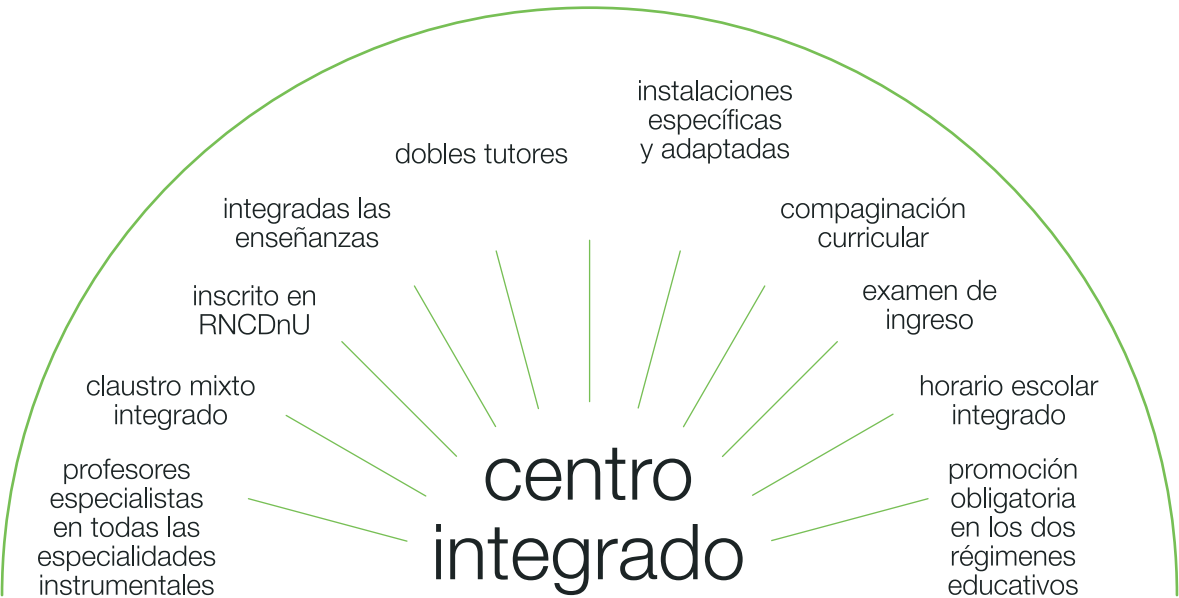 instalaciones
específicas
y adaptadas
dobles tutores
integradas las
enseñanzas
compaginación
curricular
inscrito en
RNCDnU
examen de
ingreso
claustro mixto
integrado
horario escolar
integrado
profesores
especialistas
en todas las
especialidades
instrumentales
centro
integrado
promoción
obligatoria
en los dos
régimenes
educativos